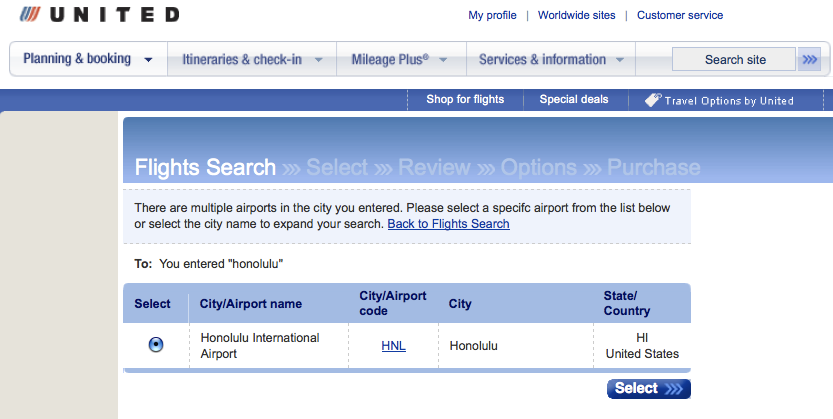 UNITED
My profile | Worldwide sites | Customer service
Planning & booking Itineraries & check-in Mileage Plus® Services & information Search site
Shop for flights Special deals Travel Options by United
Flights Search »» Select »» Review »» Options »» Purchase
There are multiple airports in the city you entered. Please select a specifc airport from the list below
or select the city name to expand your search. Back to Flights Search
To: You entered "honolulu"
Select City/Airport name City/Airport code City State/Country
Honolulu International Airport HNL Honolulu HI United States
Select